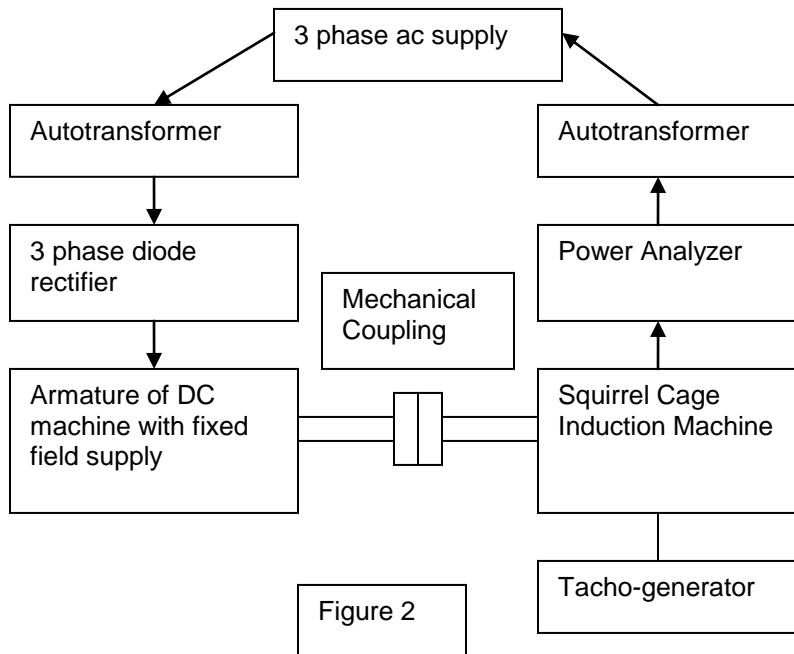 3 phase ac supply
Autotransformer
Autotransformer
3 phase diode
rectifier
Power Analyzer
Mechanical
Coupling
Armature of DC
machine with fixed
field supply
Squirrel Cage
Induction Machine
Tacho-generator
Figure 2